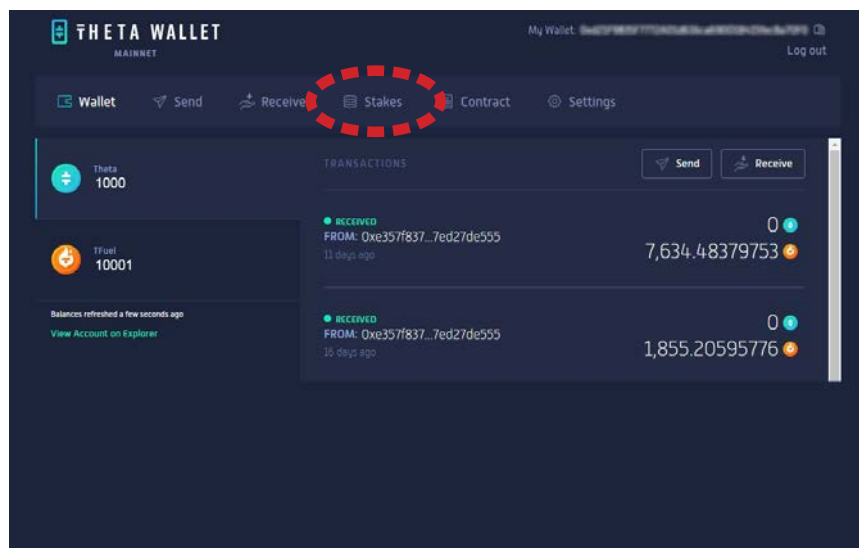 THETA WALLET
MAINNET
My Wallet:
Log out
Wallet Send Receive Stakes Contract Settings
Theta
1000
TFuel
10001
Balances refreshed a few seconds ago
View Account on Explorer
TRANSACTIONS
Send Receive
RECEIVED
FROM: 0xe357f837...7ed27de555
11 days ago
0
7,634.48379753
RECEIVED
FROM: 0xe357f837...7ed27de555
16 days ago
0
1,855.20595776